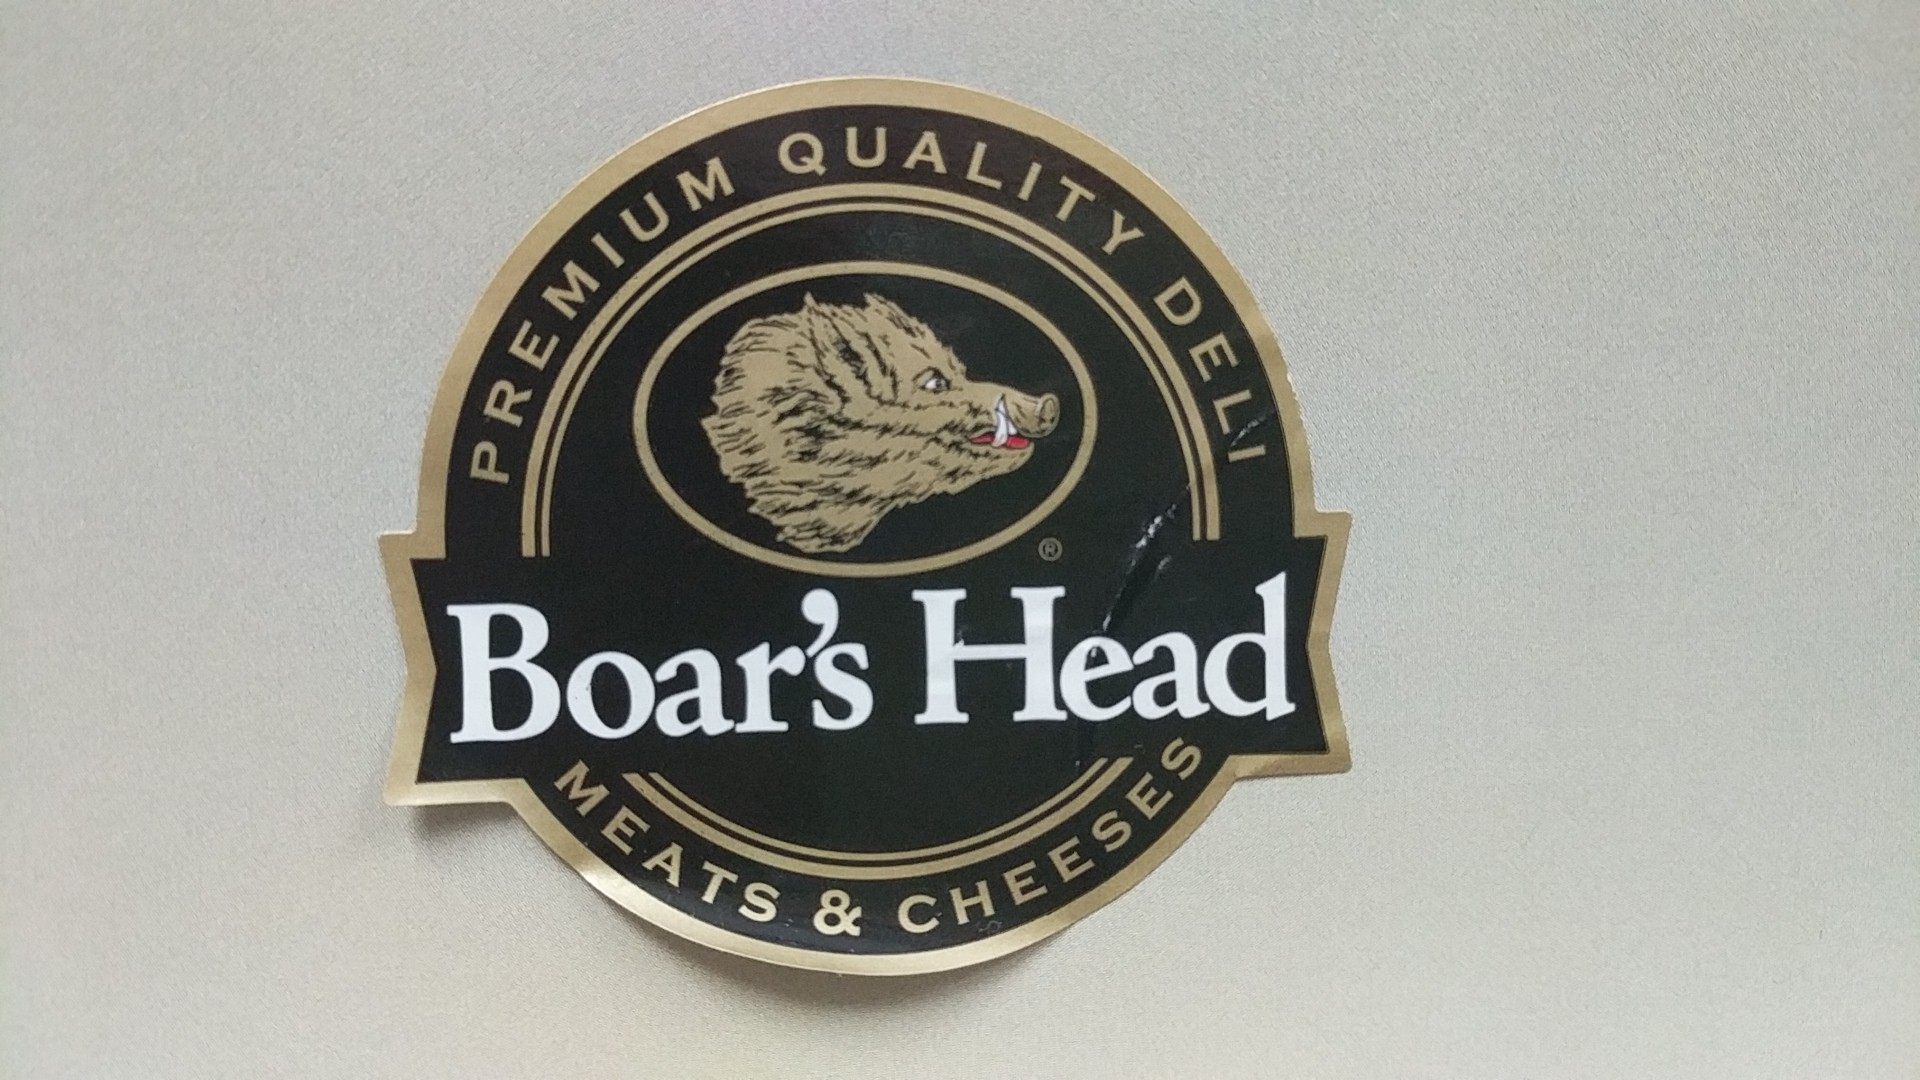 PREMIUM QUALITY DELI
®
Boar's Head
MEATS & CHEESES